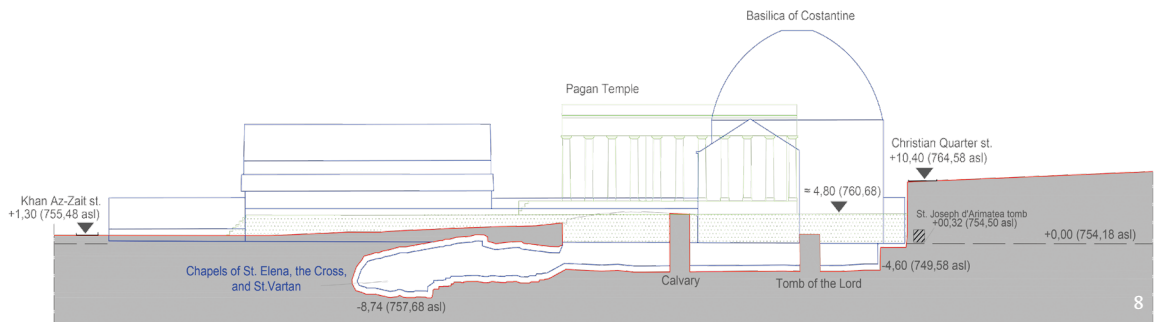 Basilica of Costantine
Pagan Temple
Christian Quarter st.
+10,40 (764,58 asl)
Khan Az-Zait st.
+1,30 (755,48 asl)
≈ 4,80 (760,68)
St. Joseph d'Arimatea tomb
+00,32 (754,50 asl)
+0,00 (754,18 asl)
Chapels of St. Elena, the Cross,
and St.Vartan
-4,60 (749,58 asl)
Calvary
Tomb of the Lord
-8,74 (757,68 asl)
8